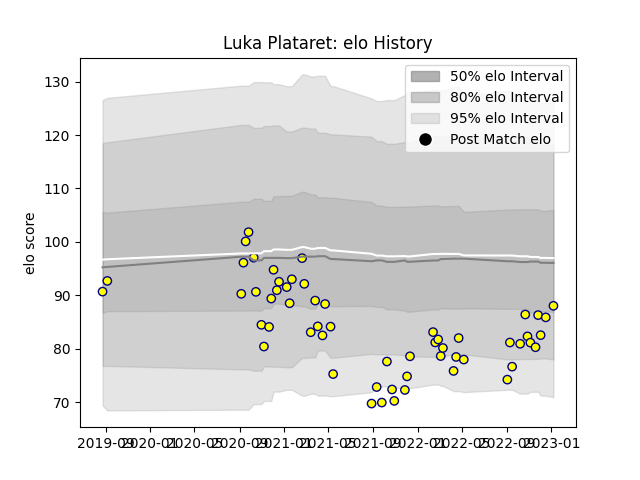 Luka Plataret: elo History
50% elo Interval
80% elo Interval
95% elo Interval
Post Match elo
elo score
130
120
110
100
90
80
70
2019-09 2020-01 2020-05 2020-09 2021-01 2021-05 2021-09 2022-01 2022-05 2022-09 2023-01